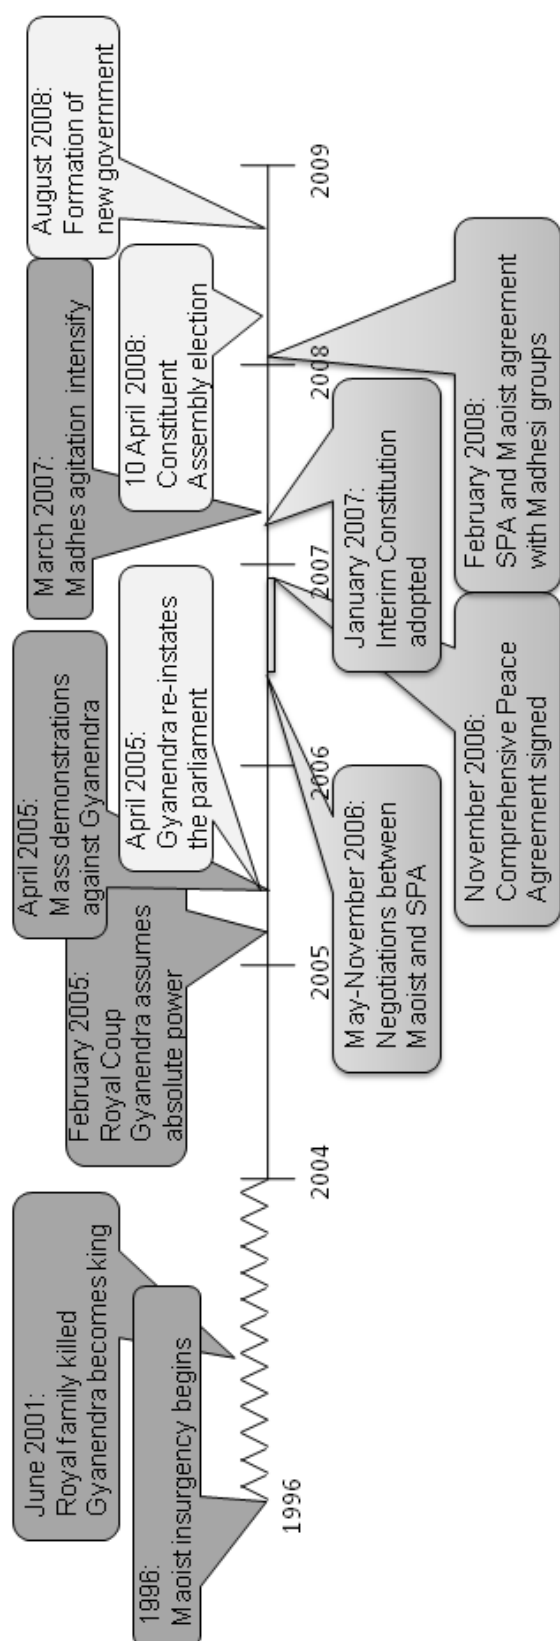 June 2001:
Royal family killed
Gyanendra becomes king
1996:
Maoist insurgency begins
February 2005:
Royal Coup
Gyanendra assumes
absolute power
April 2005:
Mass demonstrations
against Gyanendra
April 2005:
Gyanendra re-instates
the parliament
March 2007:
Madhes agitation intensify
10 April 2008:
Constituent
Assembly election
August 2008:
Formation of
new government
1996
2004
2005
2006
2007
2008
2009
May-November 2006:
Negotiations between
Maoist and SPA
November 2006:
Comprehensive Peace
Agreement signed
January 2007:
Interim Constitution
adopted
February 2008:
SPA and Maoist agreement
with Madhesi groups